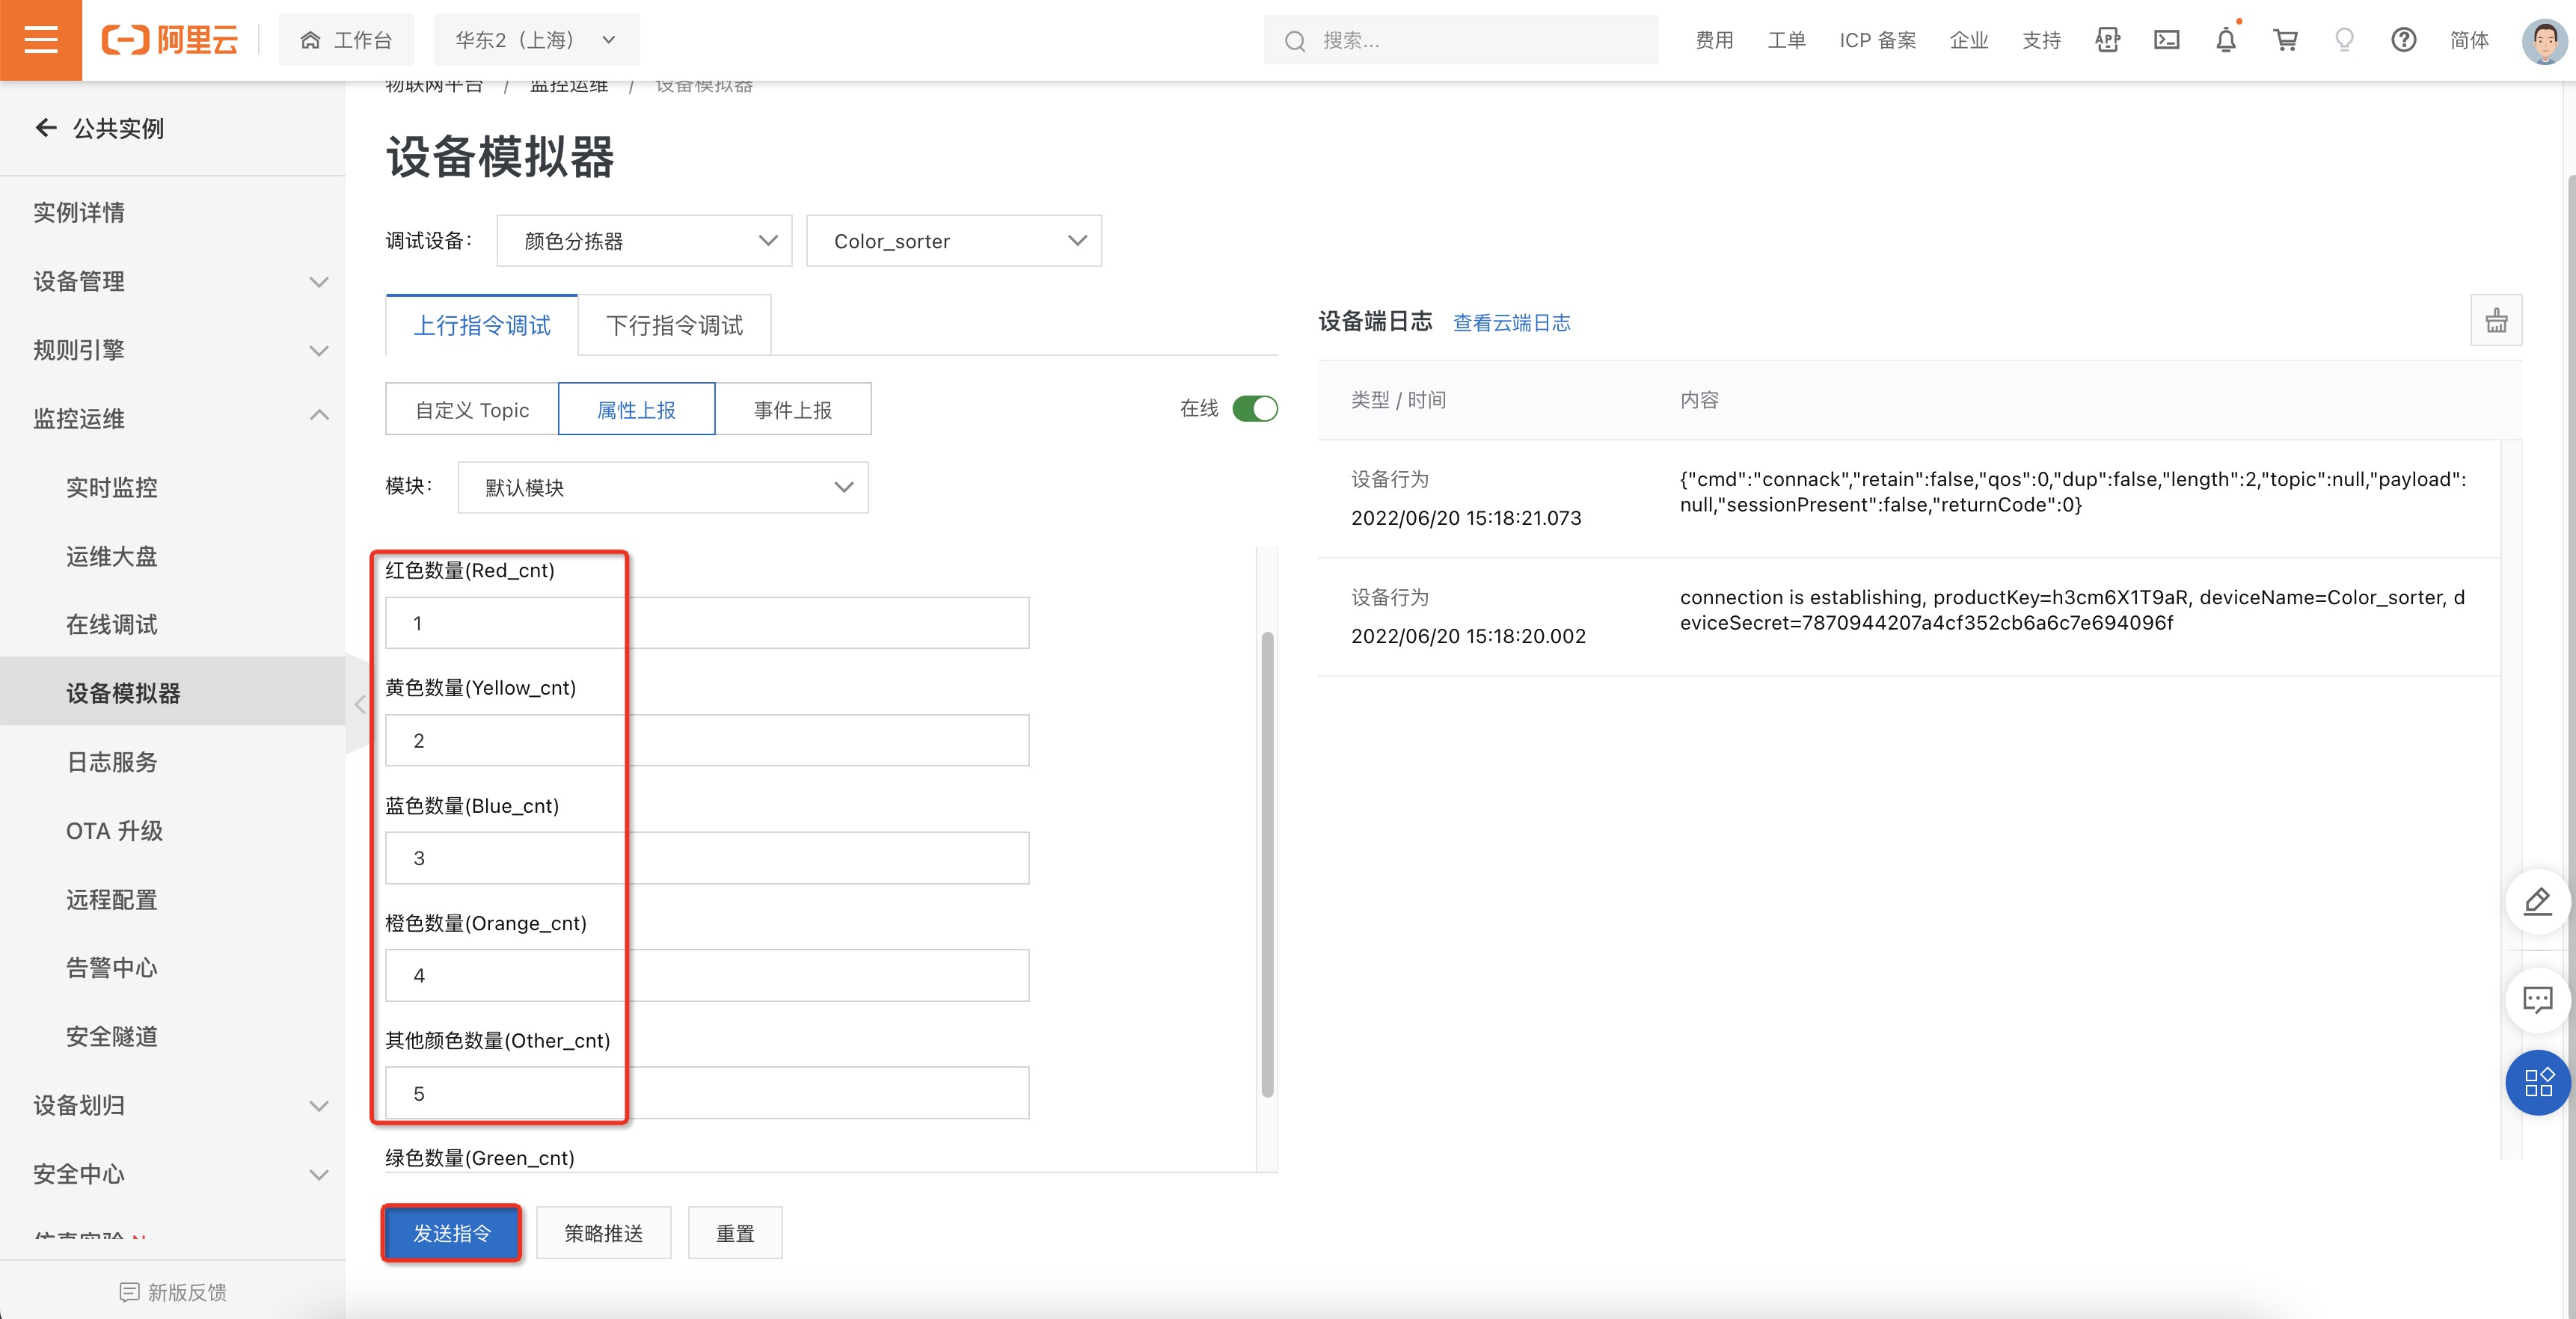 阿里云
工作台
华东2（上海）
搜索...
费用
工单
ICP 备案
企业
支持
APP
简体
物联网平台 / 监控运维 / 设备模拟器
公共实例
实例详情
设备管理
规则引擎
监控运维
实时监控
运维大盘
在线调试
设备模拟器
日志服务
OTA 升级
远程配置
告警中心
安全隧道
设备划归
安全中心
新版反馈
设备模拟器
调试设备：
颜色分拣器
Color_sorter
上行指令调试
下行指令调试
自定义 Topic
属性上报
事件上报
在线
模块：
默认模块
红色数量(Red_cnt)
1
黄色数量(Yellow_cnt)
2
蓝色数量(Blue_cnt)
3
橙色数量(Orange_cnt)
4
其他颜色数量(Other_cnt)
5
绿色数量(Green_cnt)
发送指令
策略推送
重置
设备端日志
查看云端日志
类型 / 时间
内容
设备行为
2022/06/20 15:18:21.073
{"cmd":"connack","retain":false,"qos":0,"dup":false,"length":2,"topic":null,"payload":
null,"sessionPresent":false,"returnCode":0}
设备行为
2022/06/20 15:18:20.002
connection is establishing, productKey=h3cm6X1T9aR, deviceName=Color_sorter, d
eviceSecret=7870944207a4cf352cb6a6c7e694096f